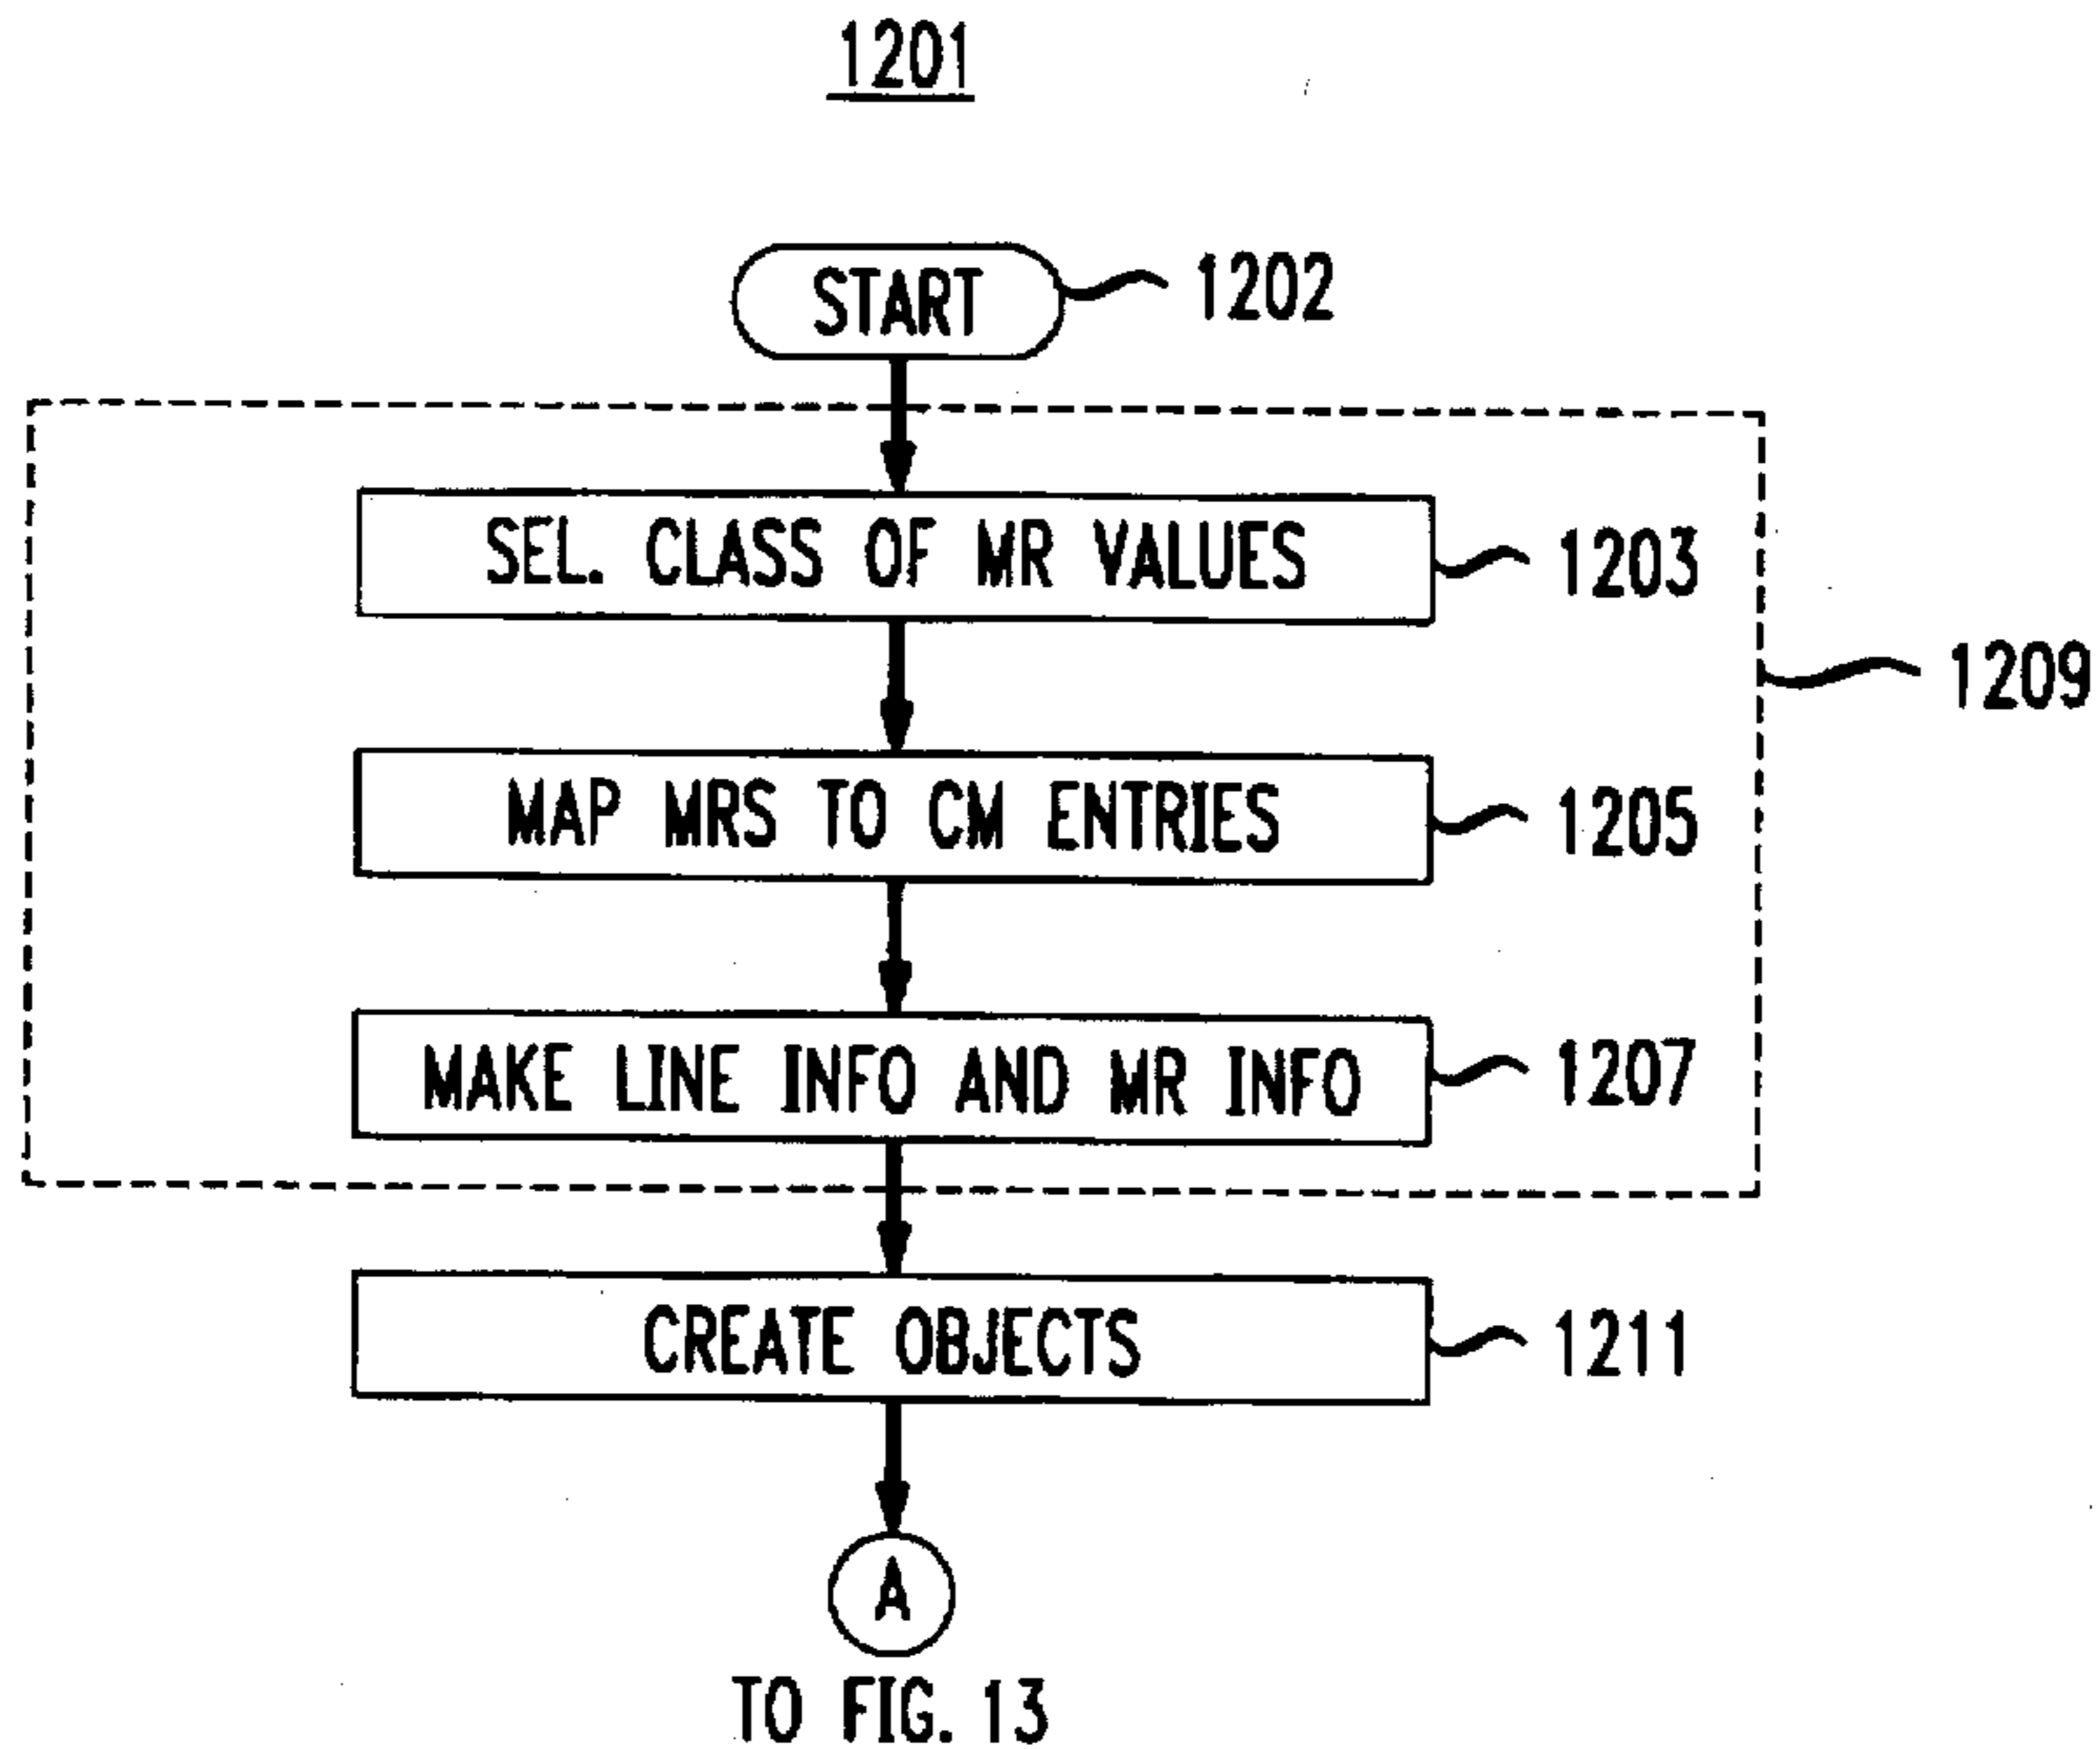 1201
START
1202
SEL. CLASS OF MR VALUES
1203
1209
MAP MRS TO CM ENTRIES
1205
MAKE LINE INFO AND MR INFO
1207
CREATE OBJECTS
1211
A
TO FIG. 13